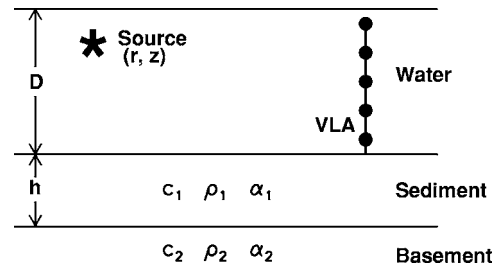 Source
(r, z)
D
Water
VLA
h
c₁ ρ₁ α₁
Sediment
c₂ ρ₂ α₂
Basement